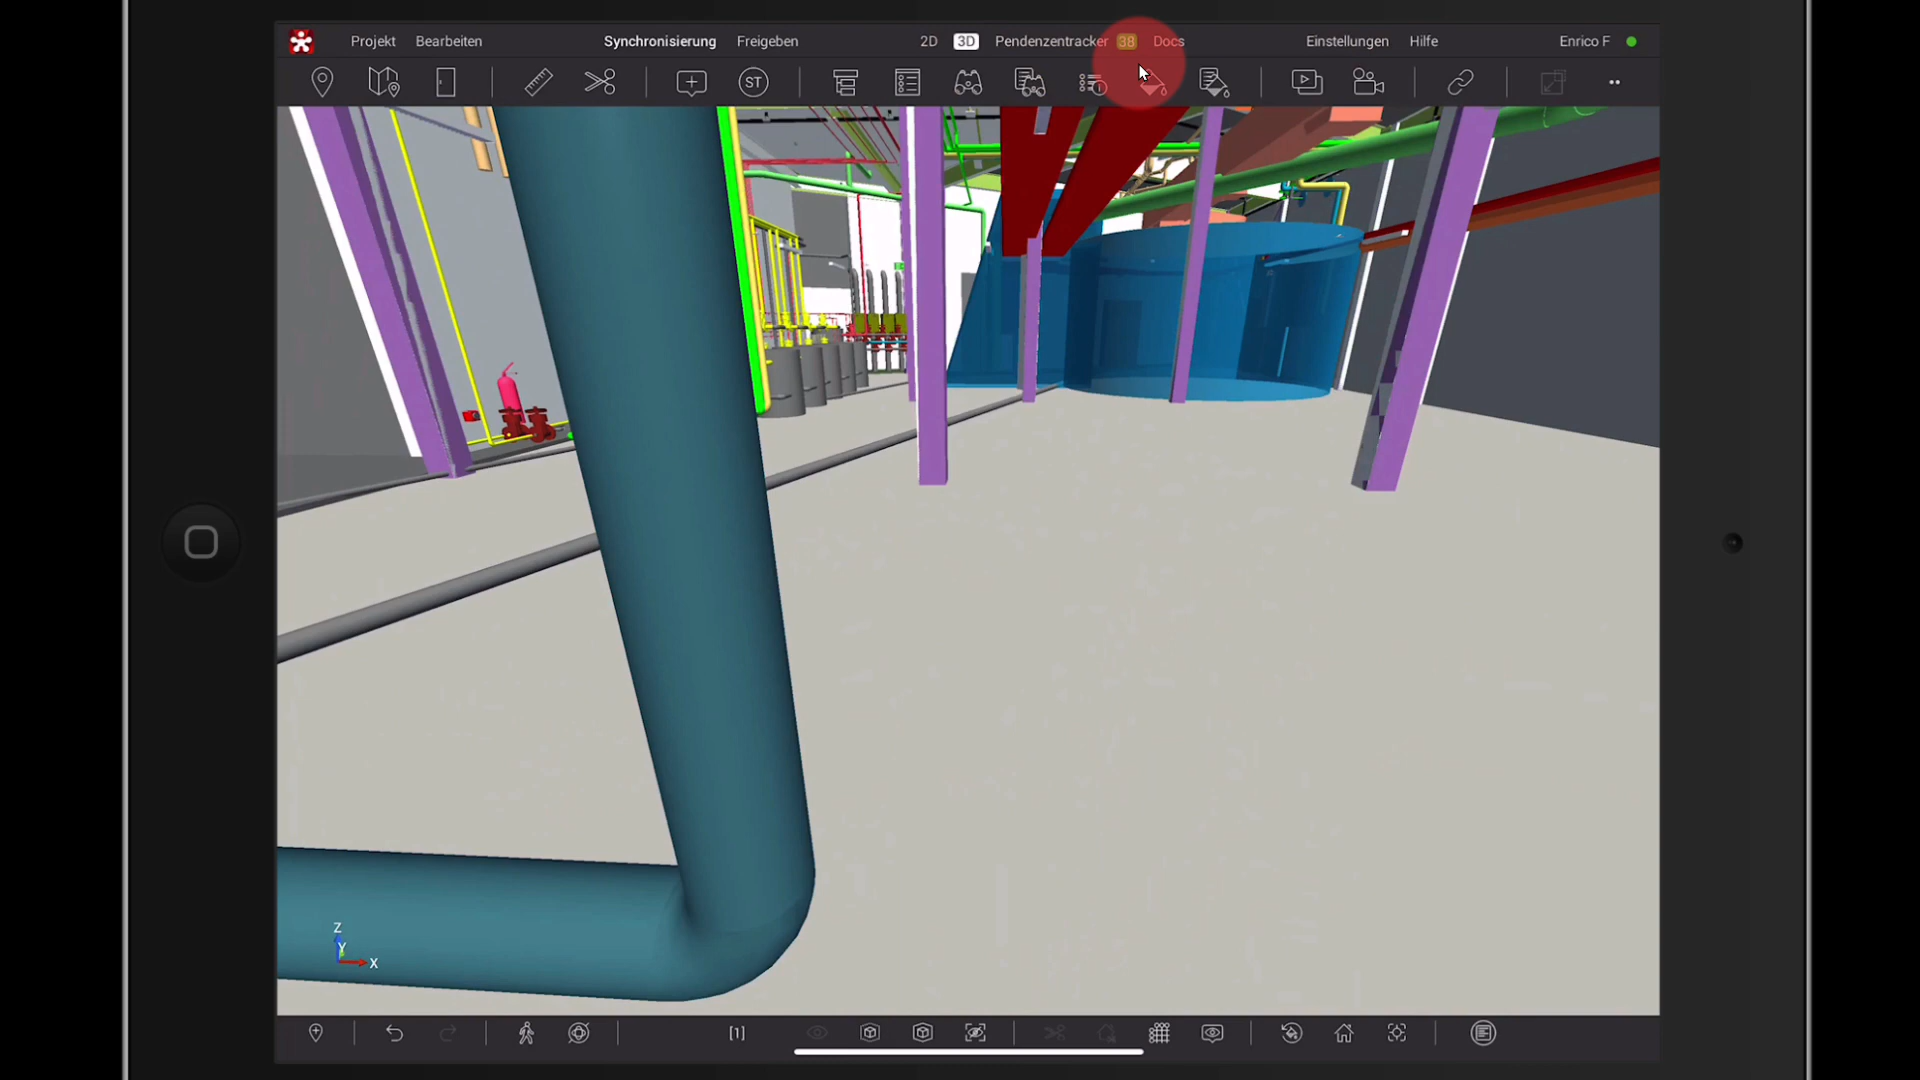 Projekt Bearbeiten Synchronisierung Freigeben 2D 3D Pendenzentracker 38 Docs Einstellungen Hilfe Enrico F
ST
Z
Y
X
[1]